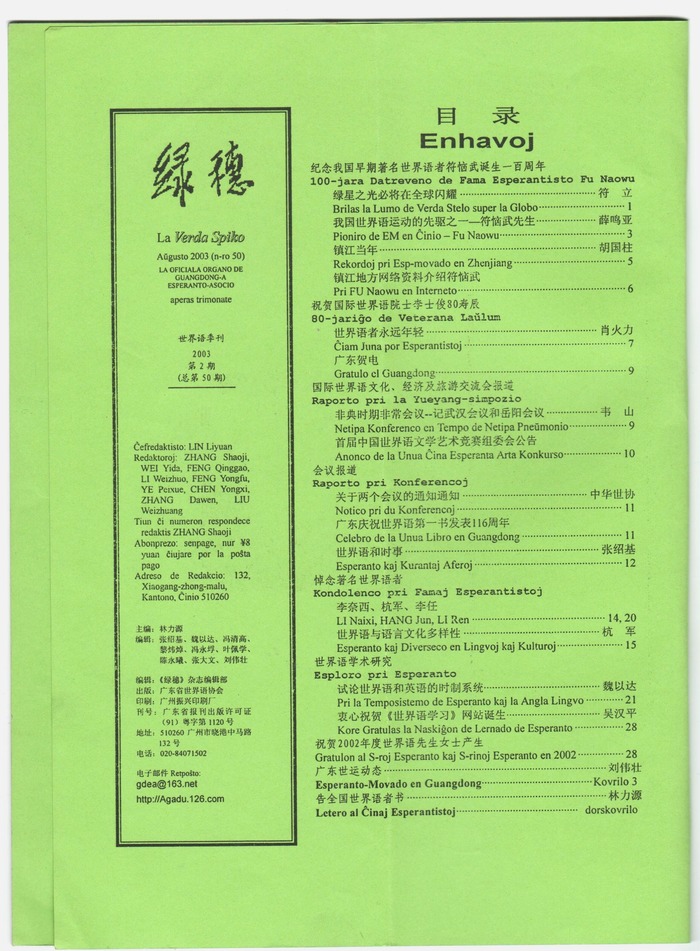 绿穗
La Verda Spiko
Aŭgusto 2003 (n-ro 50)
LA OFICIALA ORGANO DE
GUANGDONG-A
ESPERANTO-ASOCIO
aperas trimonate
世界语季刊
2003
第 2 期
(总第 50 期)
Ĉefredaktisto: LIN Liyuan
Redaktoroj: ZHANG Shaoji,
WEI Yida, FENG Qinggao,
LI Weizhuo, FENG Yongfu,
YE Peixue, CHEN Yongxi,
ZHANG Dawen, LIU
Weizhuang
Tiun ĉi numeron respondece
redaktis ZHANG Shaoji
Abonprezo: senpage, nur ¥8
yuan ĉiujare por la poŝta
pago
Adreso de Redakcio: 132,
Xiaogang-zhong-malu,
Kantono, Ĉinio 510260
主编: 林力源
编辑: 张绍基、魏以达、冯清高、
黎炜焯、冯永孚、叶佩学、
陈永曦、张大文、刘伟壮
编辑:《绿穗》杂志编辑部
出版: 广东省世界语协会
印刷: 广州振兴印刷厂
刊号: 广东省报刊出版许可证
(91) 粤字第 1120 号
地址: 510260 广州市晓港中马路
132 号
电话: 020-84071502
电子邮件 Retpoŝto:
gdea@163.net
http://Agadu.126.com
目 录
Enhavoj
纪念我国早期著名世界语者符恼武诞生一百周年
100-jara Datreveno de Fama Esperantisto Fu Naowu
绿星之光必将在全球闪耀 符 立
Brilas la Lumo de Verda Stelo super la Globo 1
我国世界语运动的先驱之一——符恼武先生 薛鸣亚
Pioniro de EM en Ĉinio – Fu Naowu 3
镇江当年 胡国柱
Rekordoj pri Esp-movado en Zhenjiang 5
镇江地方网络资料介绍符恼武
Pri FU Naowu en Interneto 6
祝贺国际世界语院士李士俊80寿辰
80-jariĝo de Veterana Laŭlum
世界语者永远年轻 肖火力
Ĉiam Juna por Esperantistoj 7
广东贺电
Gratulo el Guangdong 9
国际世界语文化、经济及旅游交流会报道
Raporto pri la Yueyang-simpozio
非典时期非常会议--记武汉会议和岳阳会议 韦 山
Netipa Konferenco en Tempo de Netipa Pneŭmonio 9
首届中国世界语文学艺术竞赛组委会公告
Anonco de la Unua Ĉina Esperanta Arta Konkurso 10
会议报道
Raporto pri Konferencoj
关于两个会议的通知通知 中华世协
Notico pri du Konferencoj 11
广东庆祝世界语第一书发表116周年
Celebro de la Unua Libro en Guangdong 11
世界语和时事 张绍基
Esperanto kaj Kurantaj Aferoj 12
悼念著名世界语者
Kondolenco pri Famaj Esperantistoj
李奈西、杭军、李任
LI Naixi, HANG Jun, LI Ren 14, 20
世界语与语言文化多样性 杭 军
Esperanto kaj Diverseco en Lingvoj kaj Kulturoj 15
世界语学术研究
Esploro pri Esperanto
试论世界语和英语的时制系统 魏以达
Pri la Temposistemo de Esperanto kaj la Angla Lingvo 21
衷心祝贺《世界语学习》网站诞生 吴汉平
Kore Gratulas la Naskiĝon de Lernado de Esperanto 28
祝贺2002年度世界语先生女士产生
Gratulon al S-roj Esperanto kaj S-rinoj Esperanto en 2002 28
广东世运动态 刘伟壮
Esperanto-Movado en Guangdong Kovrilo 3
告全国世界语者书 林力源
Letero al Ĉinaj Esperantistoj dorskovrilo